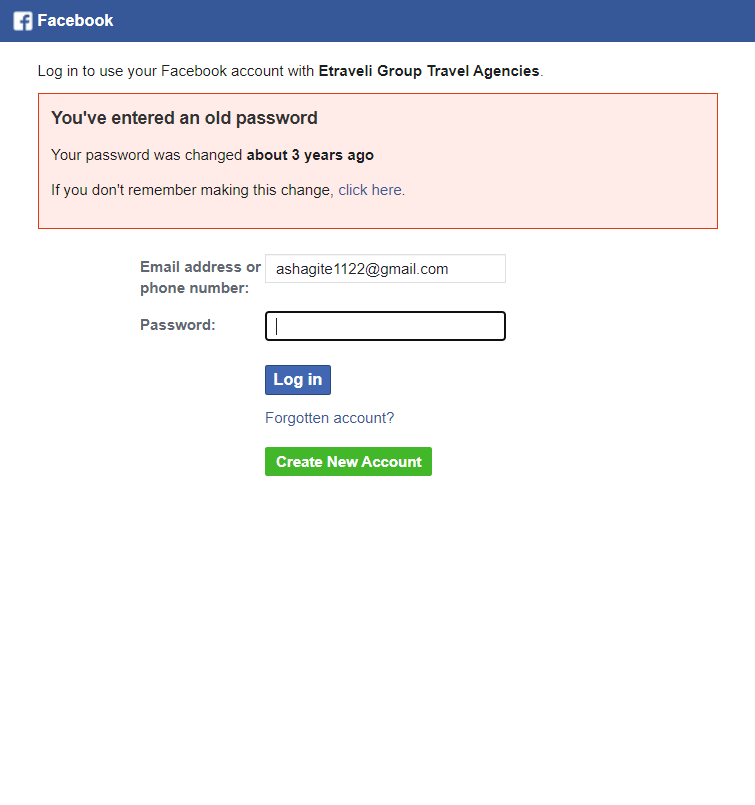 Facebook
Log in to use your Facebook account with Etraveli Group Travel Agencies.
You've entered an old password
Your password was changed about 3 years ago
If you don't remember making this change, click here.
Email address or
phone number:
ashagite1122@gmail.com
Password:
Log in
Forgotten account?
Create New Account